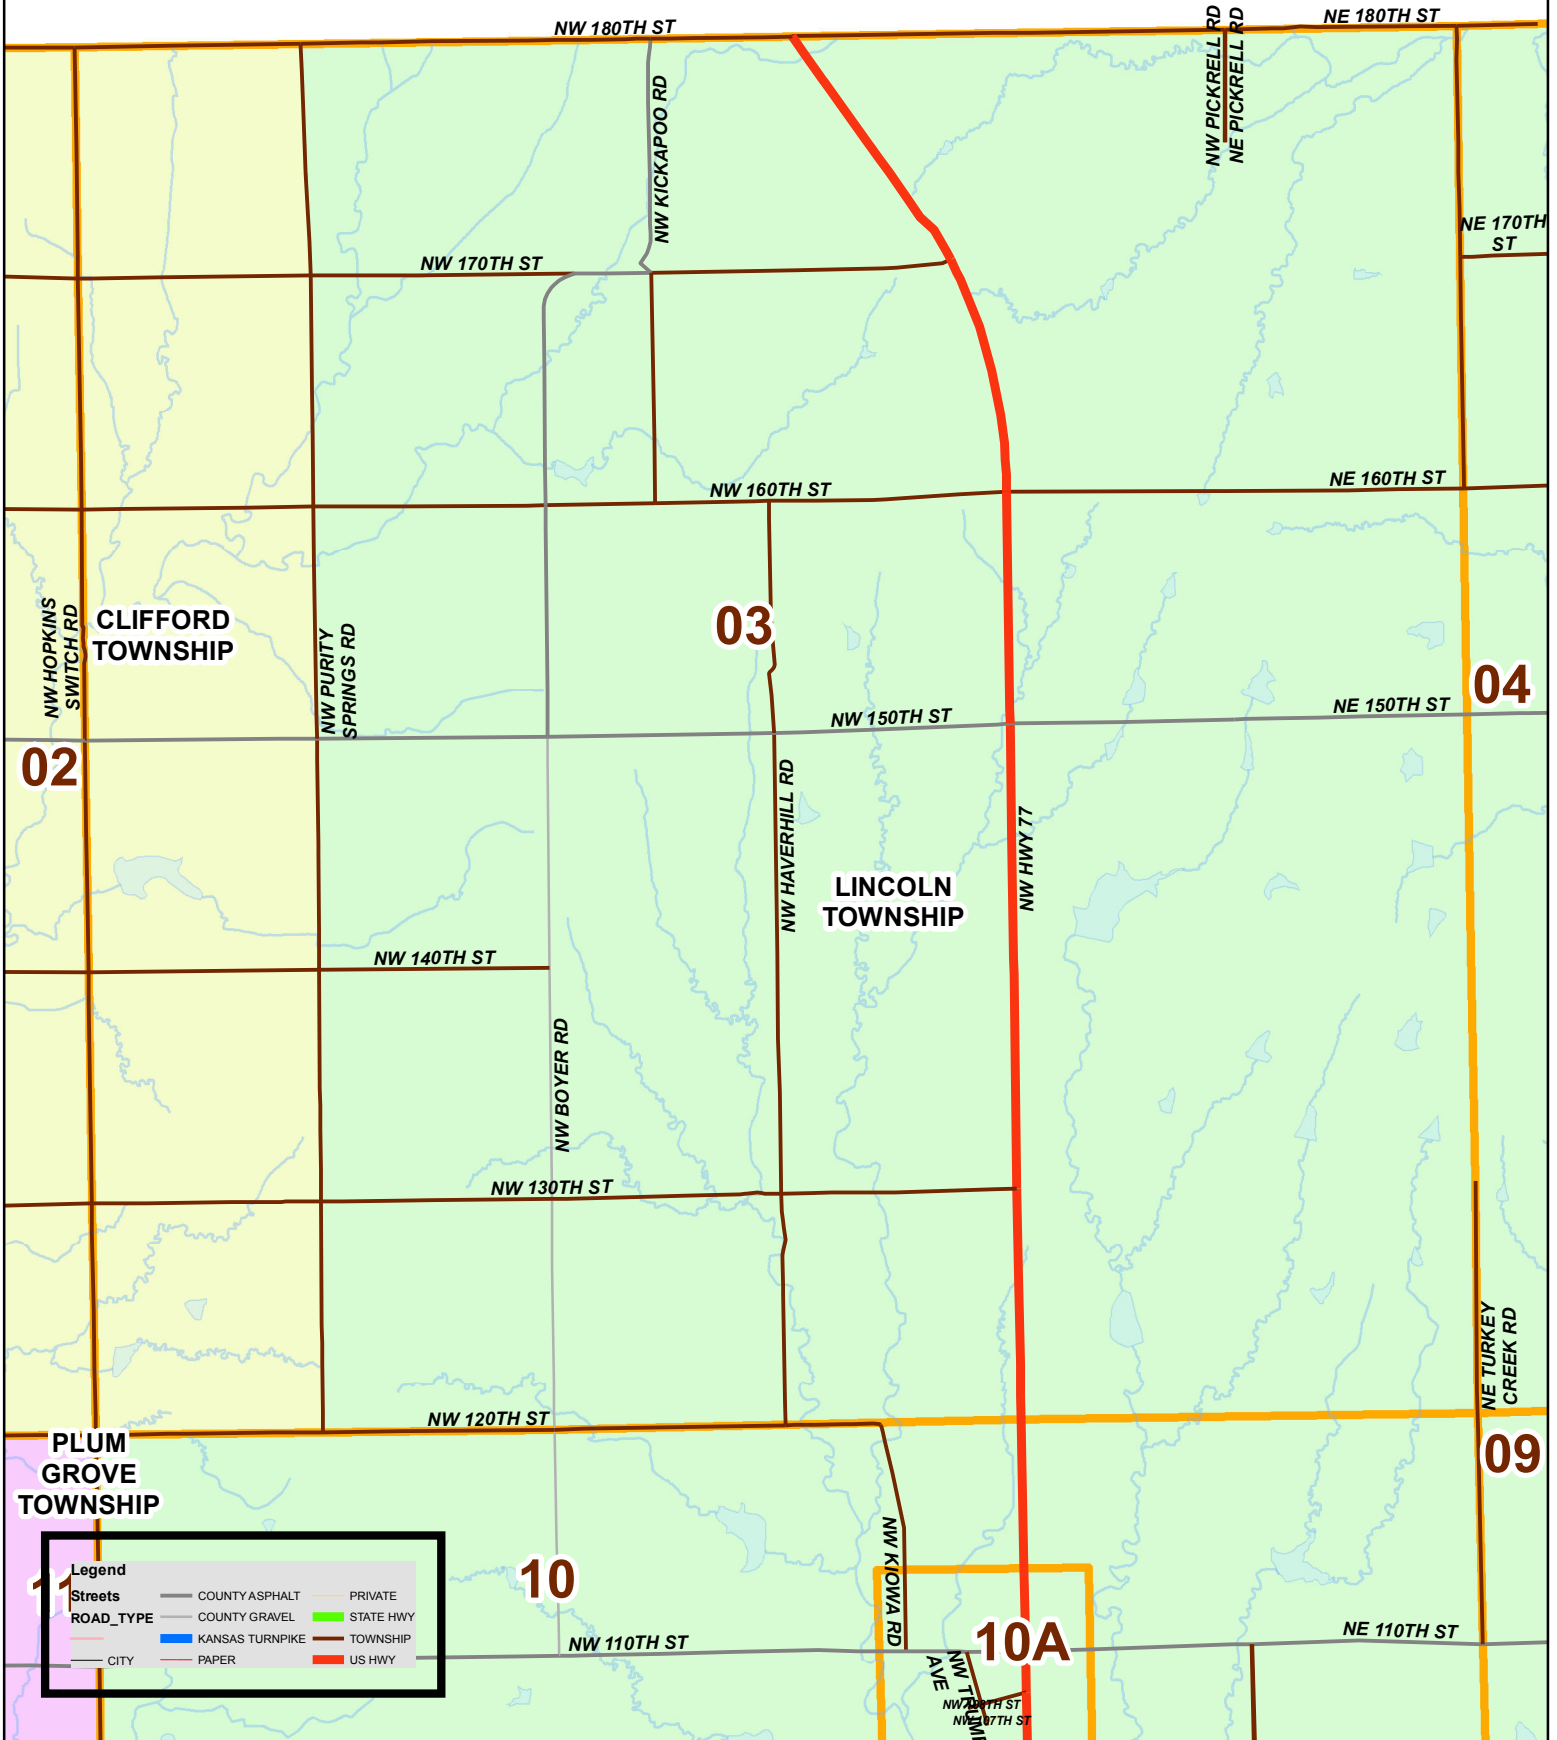 NW 180TH ST
NE 180TH ST
NW PICKRELL RD
NE PICKRELL RD
NW KICKAPOO RD
NE 170TH
ST
NW 170TH ST
NW 160TH ST
NE 160TH ST
NW HOPKINS
SWITCH RD
CLIFFORD
TOWNSHIP
NW PURITY
SPRINGS RD
03
04
NW 150TH ST
NE 150TH ST
02
NW HAVERHILL RD
NW HWY 77
LINCOLN
TOWNSHIP
NW 140TH ST
NW BOYER RD
NW 130TH ST
NE TURKEY
CREEK RD
NW 120TH ST
PLUM
GROVE
TOWNSHIP
09
NW KIOWA RD
10
11
Legend
Streets
ROAD_TYPE
CITY
COUNTY ASPHALT
COUNTY GRAVEL
KANSAS TURNPIKE
PAPER
PRIVATE
STATE HWY
TOWNSHIP
US HWY
NW 110TH ST
10A
NE 110TH ST
AVE
NW 107TH ST